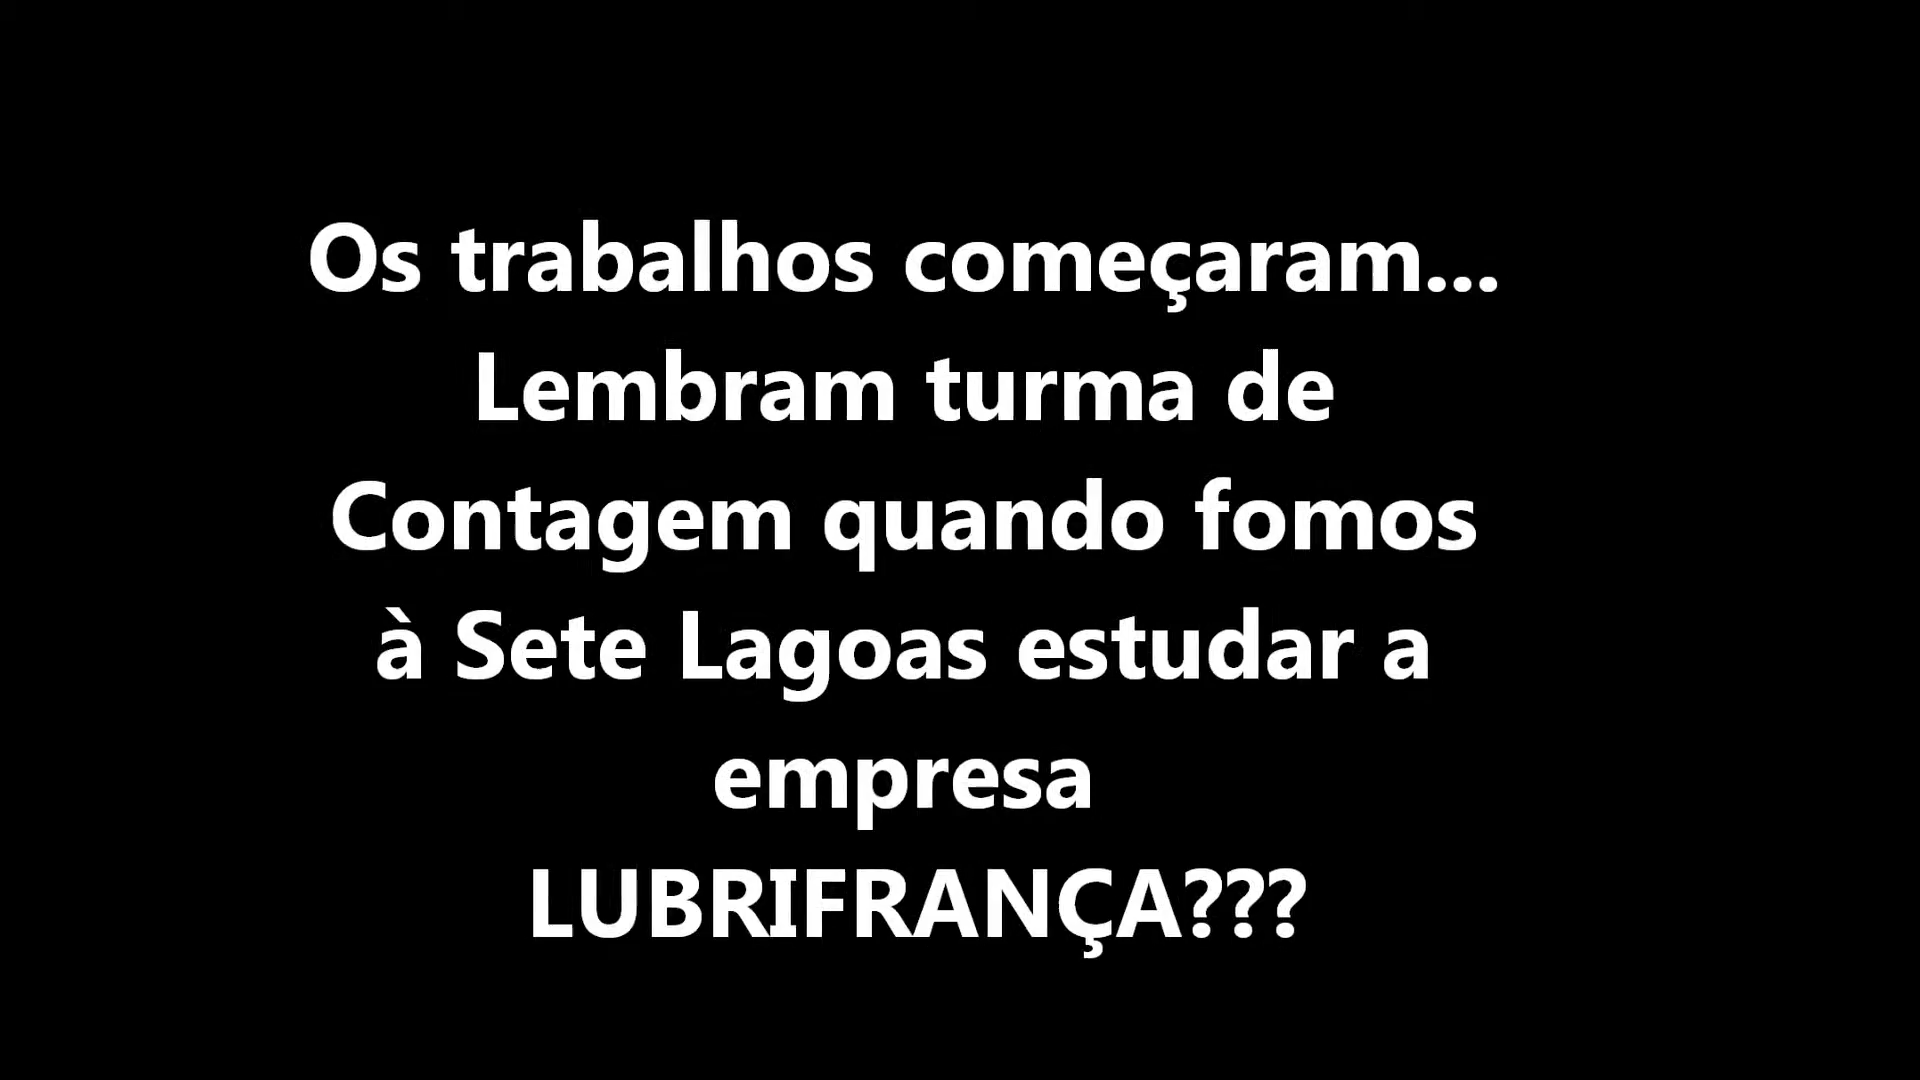 Os trabalhos começaram...
Lembram turma de
Contagem quando fomos
à Sete Lagoas estudar a
empresa
LUBRIFRANÇA???